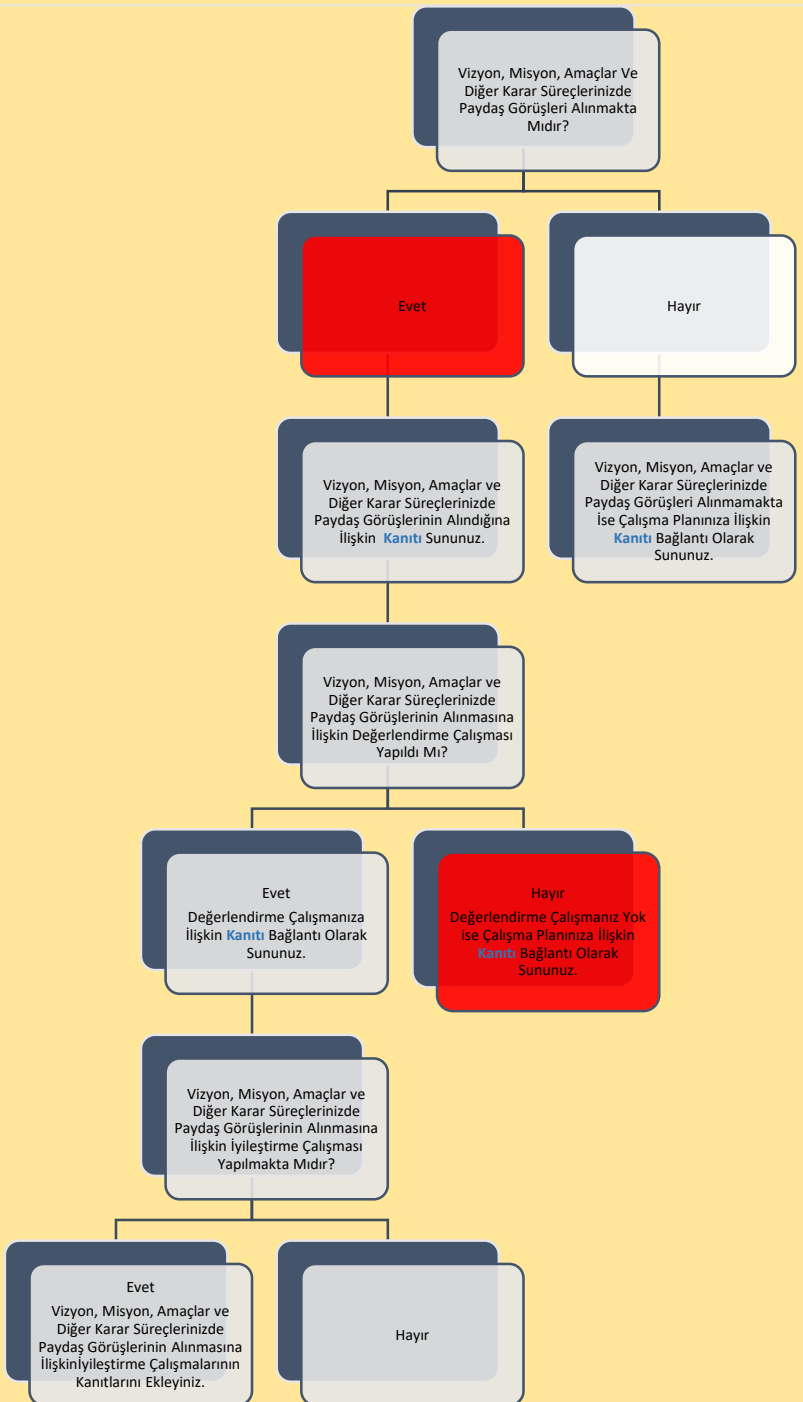 Vizyon, Misyon, Amaçlar Ve
Diğer Karar Süreçlerinizde
Paydaş Görüşleri Alınmakta
Mıdır?
Evet
Hayır
Vizyon, Misyon, Amaçlar ve
Diğer Karar Süreçlerinizde
Paydaş Görüşlerinin Alındığına
İlişkin Kanıtı Sununuz.
Vizyon, Misyon, Amaçlar ve
Diğer Karar Süreçlerinizde
Paydaş Görüşleri Alınmamakta
İse Çalışma Planınıza İlişkin
Kanıtı Bağlantı Olarak
Sununuz.
Vizyon, Misyon, Amaçlar ve
Diğer Karar Süreçlerinizde
Paydaş Görüşlerinin Alınmasına
İlişkin Değerlendirme Çalışması
Yapıldı Mı?
Evet
Değerlendirme Çalışmanıza
İlişkin Kanıtı Bağlantı Olarak
Sununuz.
Hayır
Değerlendirme Çalışmanız Yok
ise Çalışma Planınıza İlişkin
Kanıtı Bağlantı Olarak
Sununuz.
Vizyon, Misyon, Amaçlar ve
Diğer Karar Süreçlerinizde
Paydaş Görüşlerinin Alınmasına
İlişkin İyileştirme Çalışması
Yapılmakta Mıdır?
Evet
Vizyon, Misyon, Amaçlar ve
Diğer Karar Süreçlerinizde
Paydaş Görüşlerinin Alınmasına
İlişkinİyileştirme Çalışmalarının
Kanıtlarını Ekleyiniz.
Hayır